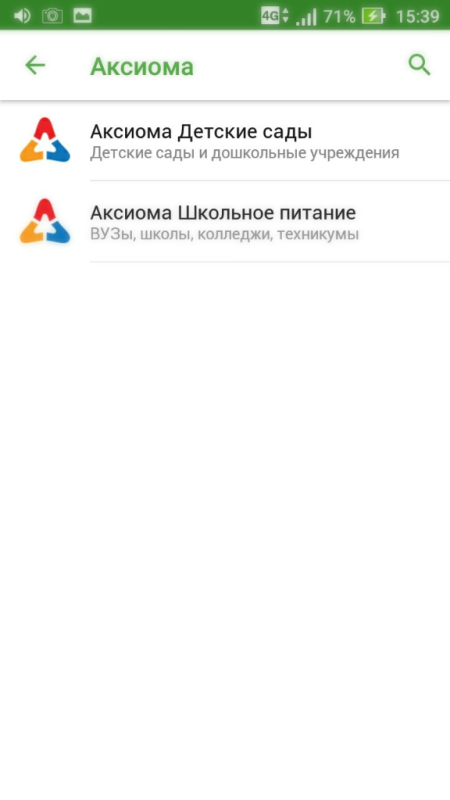 4G 71% 15:39
Аксиома
Аксиома Детские сады
Детские сады и дошкольные учреждения
Аксиома Школьное питание
ВУЗы, школы, колледжи, техникумы